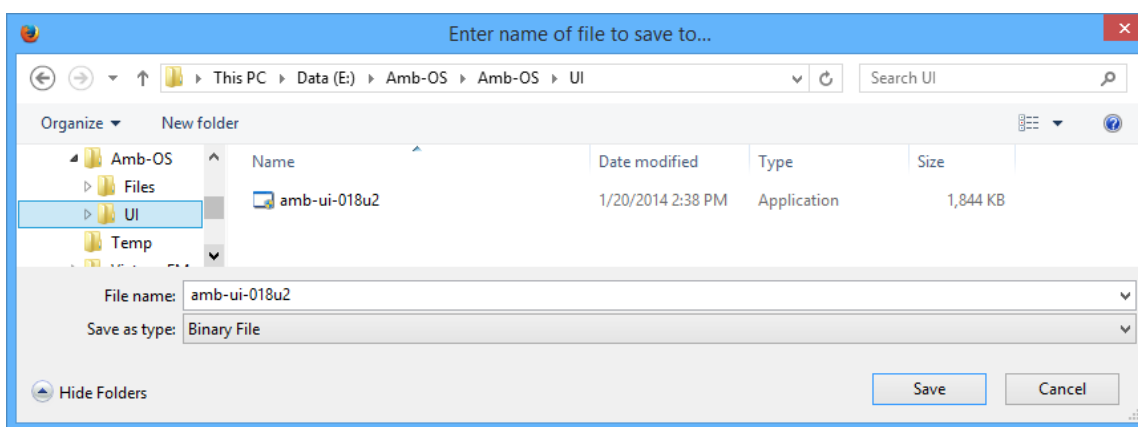 Enter name of file to save to...
This PC Data (E:) Amb-OS Amb-OS UI Search UI
Organize New folder
Amb-OS Name Date modified Type Size
Files
amb-ui-018u2 1/20/2014 2:38 PM Application 1,844 KB
UI
Temp
File name: amb-ui-018u2
Save as type: Binary File
Hide Folders Save Cancel